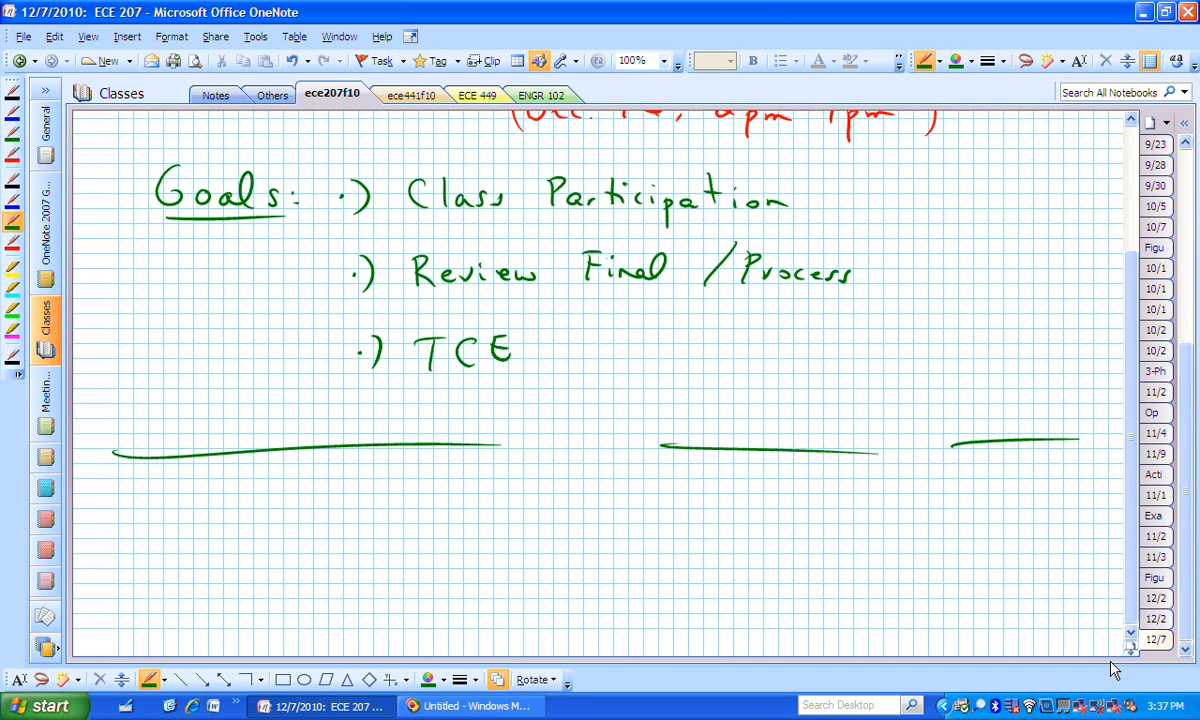 12/7/2010: ECE 207 - Microsoft Office OneNote
File Edit View Insert Format Share Tools Table Window Help
New Task Tag Clip 100% B A ab A
Classes Notes Others ece207f10 ece441f10 ECE 449 ENGR 102 Search All Notebooks
General
OneNote 2007 G...
Classes
Meetin...
Goals: .) Class Participation
.) Review Final / Process
.) TCE
9/23
9/28
9/30
10/5
10/7
Figu
10/1
10/1
10/1
10/2
10/2
3-Ph
11/2
Op
11/4
11/9
Acti
11/1
Exa
11/2
11/3
Figu
12/2
12/2
12/7
A Rotate
start 12/7/2010: ECE 207 ... Untitled - Windows M... Search Desktop 3:37 PM